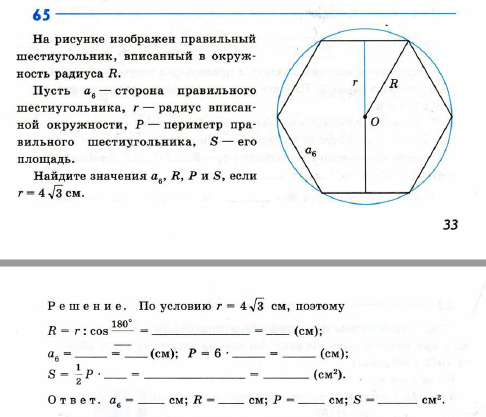 65
На рисунке изображен правильный
шестиугольник, вписанный в окруж-
ность радиуса R.
Пусть a₆ — сторона правильного
шестиугольника, r — радиус вписан-
ной окружности, P — периметр пра-
вильного шестиугольника, S — его
площадь.
Найдите значения a₆, R, P и S, если
r = 4√3 см.
r
R
O
a₆
33
Решение. По условию r = 4√3 см, поэтому
R = r : cos 180°/___ = ______ = ___ (см);
a₆ = ___ = ___ (см); P = 6 · ___ = ___ (см);
S = 1/2 P · ___ = ______ = ______ (см²).
Ответ. a₆ = ___ см; R = ___ см; P = ___ см; S = ___ см².